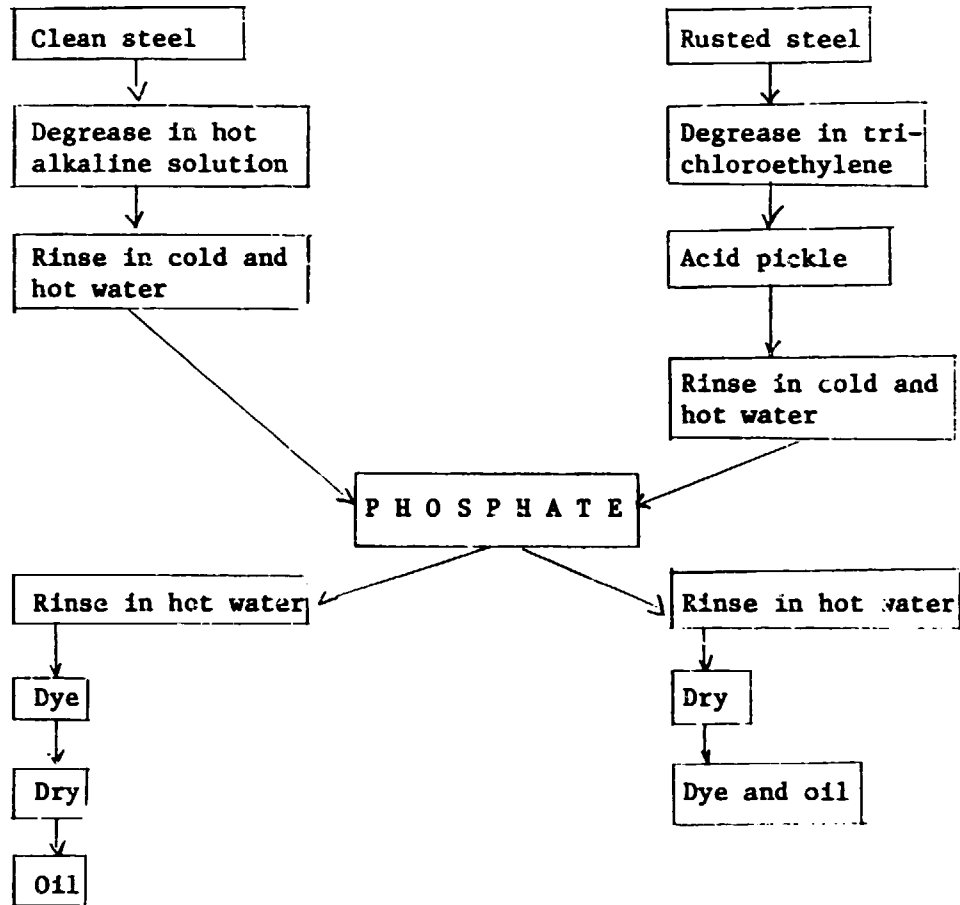 Clean steel
Degrease in hot
alkaline solution
Rinse in cold and
hot water
Rusted steel
Degrease in tri-
chloroethylene
Acid pickle
Rinse in cold and
hot water
P H O S P H A T E
Rinse in hot water
Dye
Dry
Oil
Rinse in hot water
Dry
Dye and oil